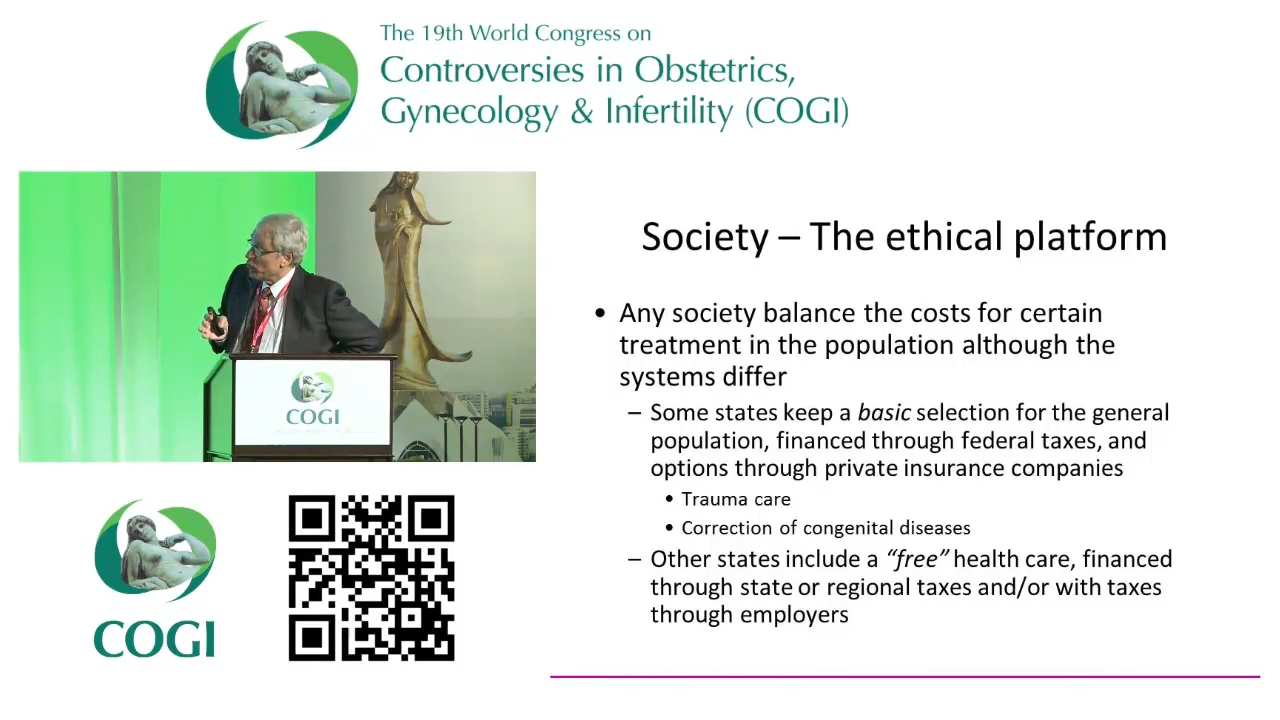 The 19th World Congress on
Controversies in Obstetrics,
Gynecology & Infertility (COGI)
Society – The ethical platform
• Any society balance the costs for certain
treatment in the population although the
systems differ
– Some states keep a basic selection for the general
population, financed through federal taxes, and
options through private insurance companies
• Trauma care
• Correction of congenital diseases
– Other states include a “free” health care, financed
through state or regional taxes and/or with taxes
through employers
COGI
COGI